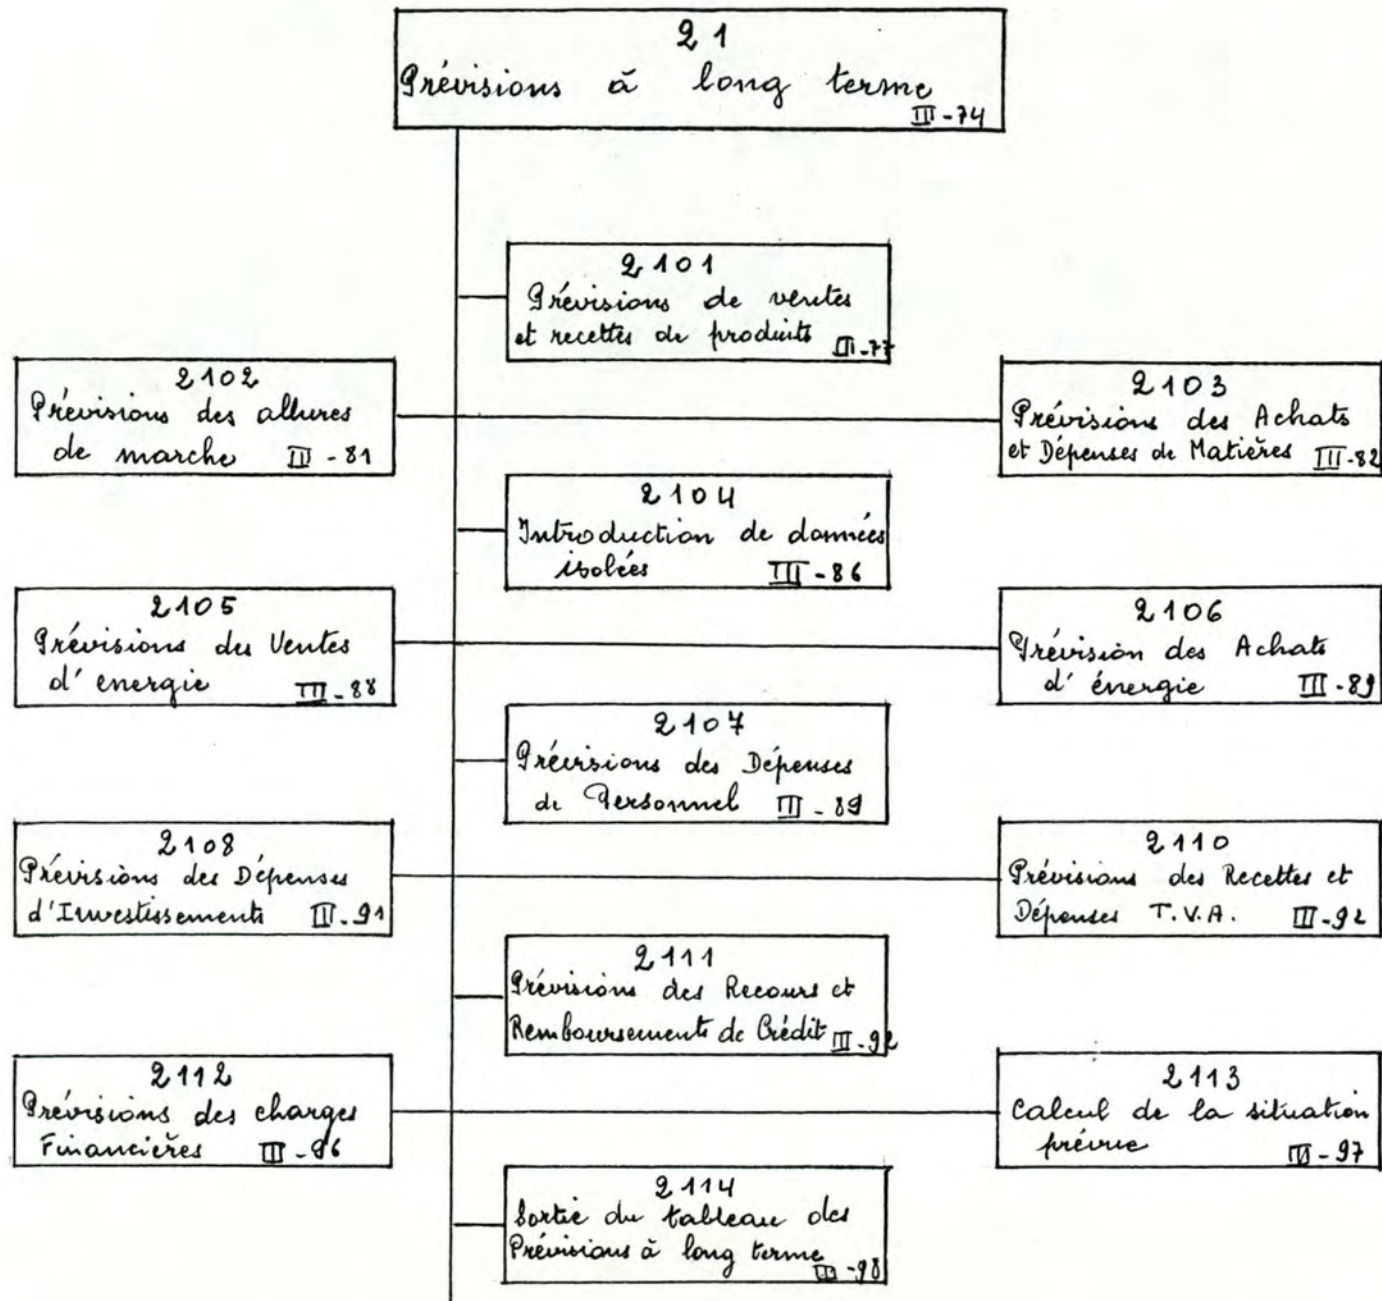 21
Prévisions à long terme
III-74
2101
Prévisions de ventes
et recettes de produits III-77
2102
Prévisions des allures
de marche III-81
2103
Prévisions des Achats
et Dépenses de Matières III-82
2104
Introduction de données
isolées III-86
2105
Prévisions des Ventes
d'énergie III-88
2106
Prévision des Achats
d'énergie III-89
2107
Prévisions des Dépenses
de Personnel III-89
2108
Prévisions des Dépenses
d'Investissements III-91
2110
Prévisions des Recettes et
Dépenses T.V.A. III-92
2111
Prévisions des Recours et
Remboursements de Crédit III-92
2112
Prévisions des charges
Financières III-96
2113
Calcul de la situation
prévue III-97
2114
Sortie du tableau des
Prévisions à long terme
III-98